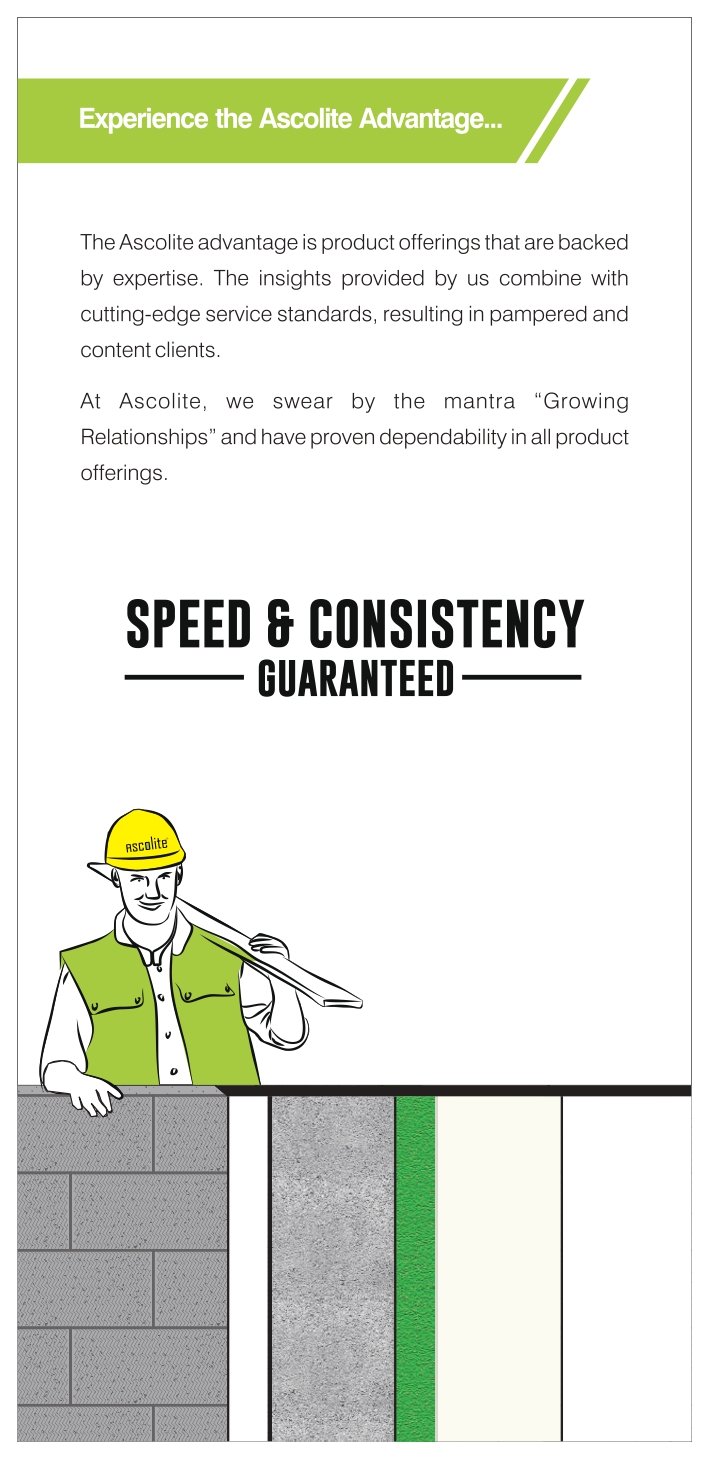 Experience the Ascolite Advantage...
The Ascolite advantage is product offerings that are backed
by expertise. The insights provided by us combine with
cutting-edge service standards, resulting in pampered and
content clients.
At Ascolite, we swear by the mantra “Growing
Relationships” and have proven dependability in all product
offerings.
SPEED & CONSISTENCY
GUARANTEED
Ascolite